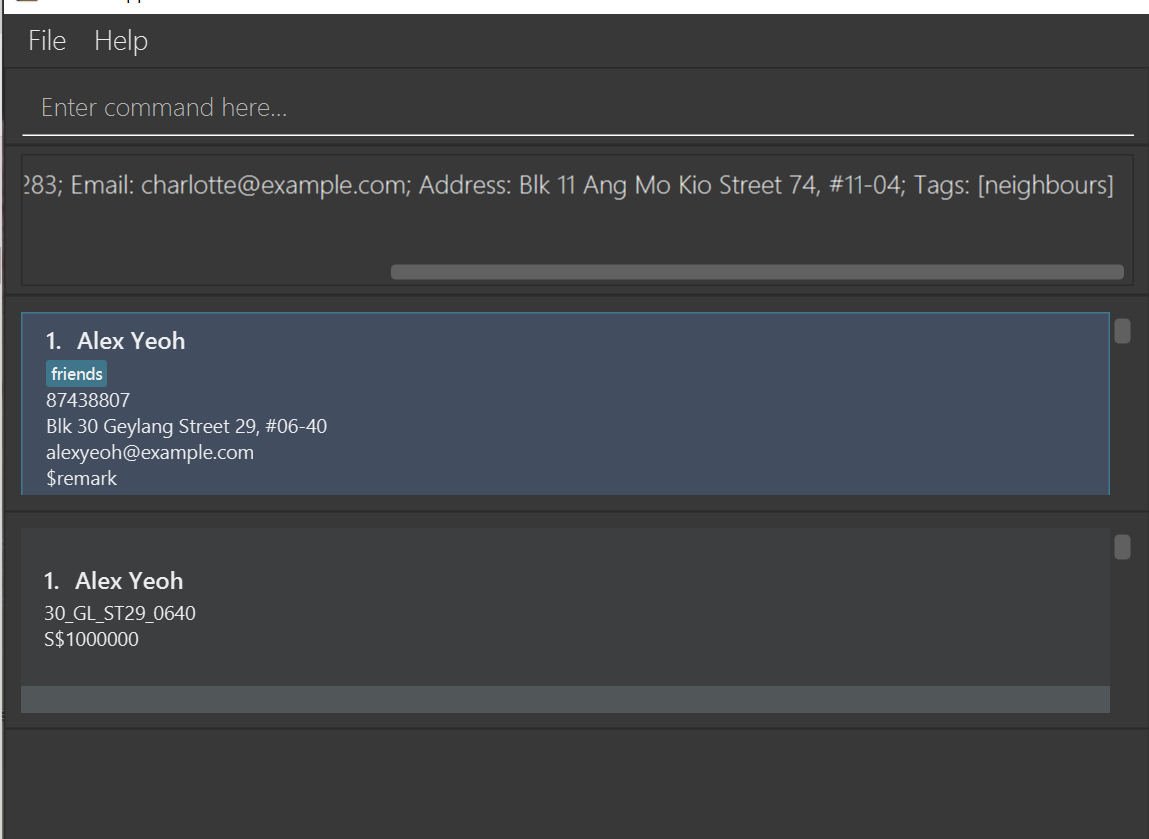 File Help
Enter command here...
283; Email: charlotte@example.com; Address: Blk 11 Ang Mo Kio Street 74, #11-04; Tags: [neighbours]
1. Alex Yeoh
friends
87438807
Blk 30 Geylang Street 29, #06-40
alexyeoh@example.com
$remark
1. Alex Yeoh
30_GL_ST29_0640
S$1000000